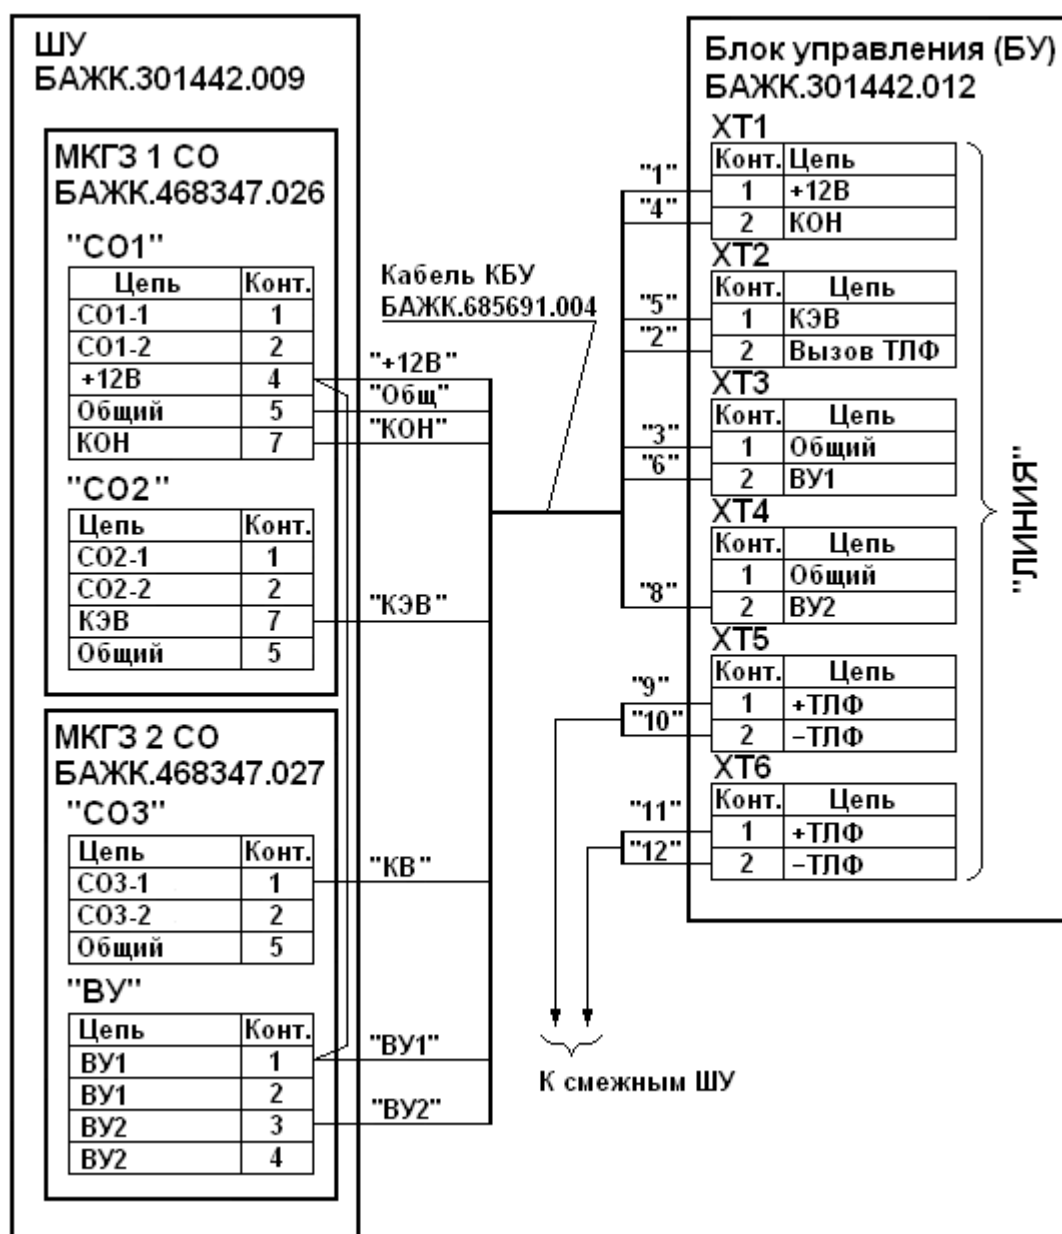 ШУ
БАЖК.301442.009
МКГЗ 1 СО
БАЖК.468347.026
"СО1"
Цепь Конт.
СО1-1 1
СО1-2 2
+12В 4
Общий 5
КОН 7
"СО2"
Цепь Конт.
СО2-1 1
СО2-2 2
КЭВ 7
Общий 5
МКГЗ 2 СО
БАЖК.468347.027
"СО3"
Цепь Конт.
СО3-1 1
СО3-2 2
Общий 5
"ВУ"
Цепь Конт.
ВУ1 1
ВУ1 2
ВУ2 3
ВУ2 4
Кабель КБУ
БАЖК.685691.004
"+12В"
"Общ"
"КОН"
"КЭВ"
"КВ"
"ВУ1"
"ВУ2"
"1"
"4"
"5"
"2"
"3"
"6"
"8"
"9"
"10"
"11"
"12"
К смежным ШУ
Блок управления (БУ)
БАЖК.301442.012
ХТ1
Конт. Цепь
1 +12В
2 КОН
ХТ2
Конт. Цепь
1 КЭВ
2 Вызов ТЛФ
ХТ3
Конт. Цепь
1 Общий
2 ВУ1
ХТ4
Конт. Цепь
1 Общий
2 ВУ2
ХТ5
Конт. Цепь
1 +ТЛФ
2 –ТЛФ
ХТ6
Конт. Цепь
1 +ТЛФ
2 –ТЛФ
"ЛИНИЯ"